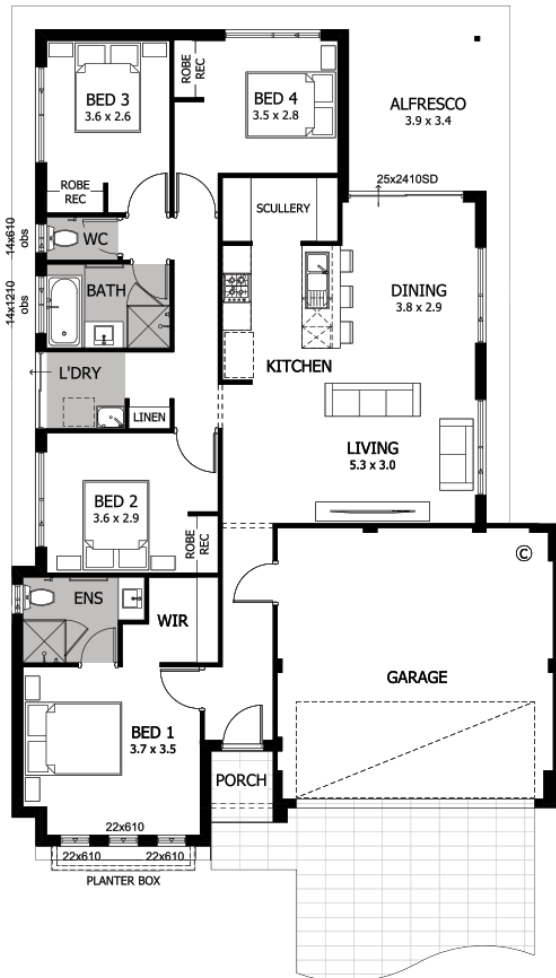 BED 3
3.6 x 2.6
ROBE
REC
BED 4
3.5 x 2.8
ALFRESCO
3.9 x 3.4
25x2410SD
ROBE
REC
SCULLERY
14x610
obs
WC
14x1210
obs
BATH
DINING
3.8 x 2.9
KITCHEN
L'DRY
LINEN
LIVING
5.3 x 3.0
BED 2
3.6 x 2.9
ROBE
REC
©
ENS
WIR
GARAGE
BED 1
3.7 x 3.5
PORCH
22x610
22x610
22x610
PLANTER BOX